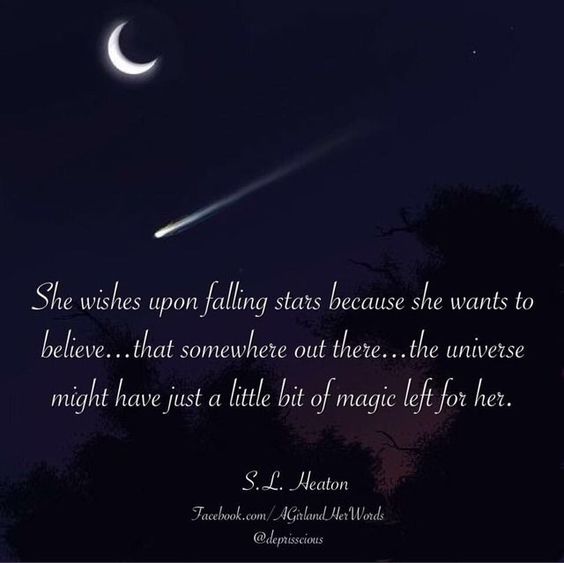 She wishes upon falling stars because she wants to
believe...that somewhere out there...the universe
might have just a little bit of magic left for her.
S.L. Heaton
Facebook.com/AGirlandHerWords
@deprisscious